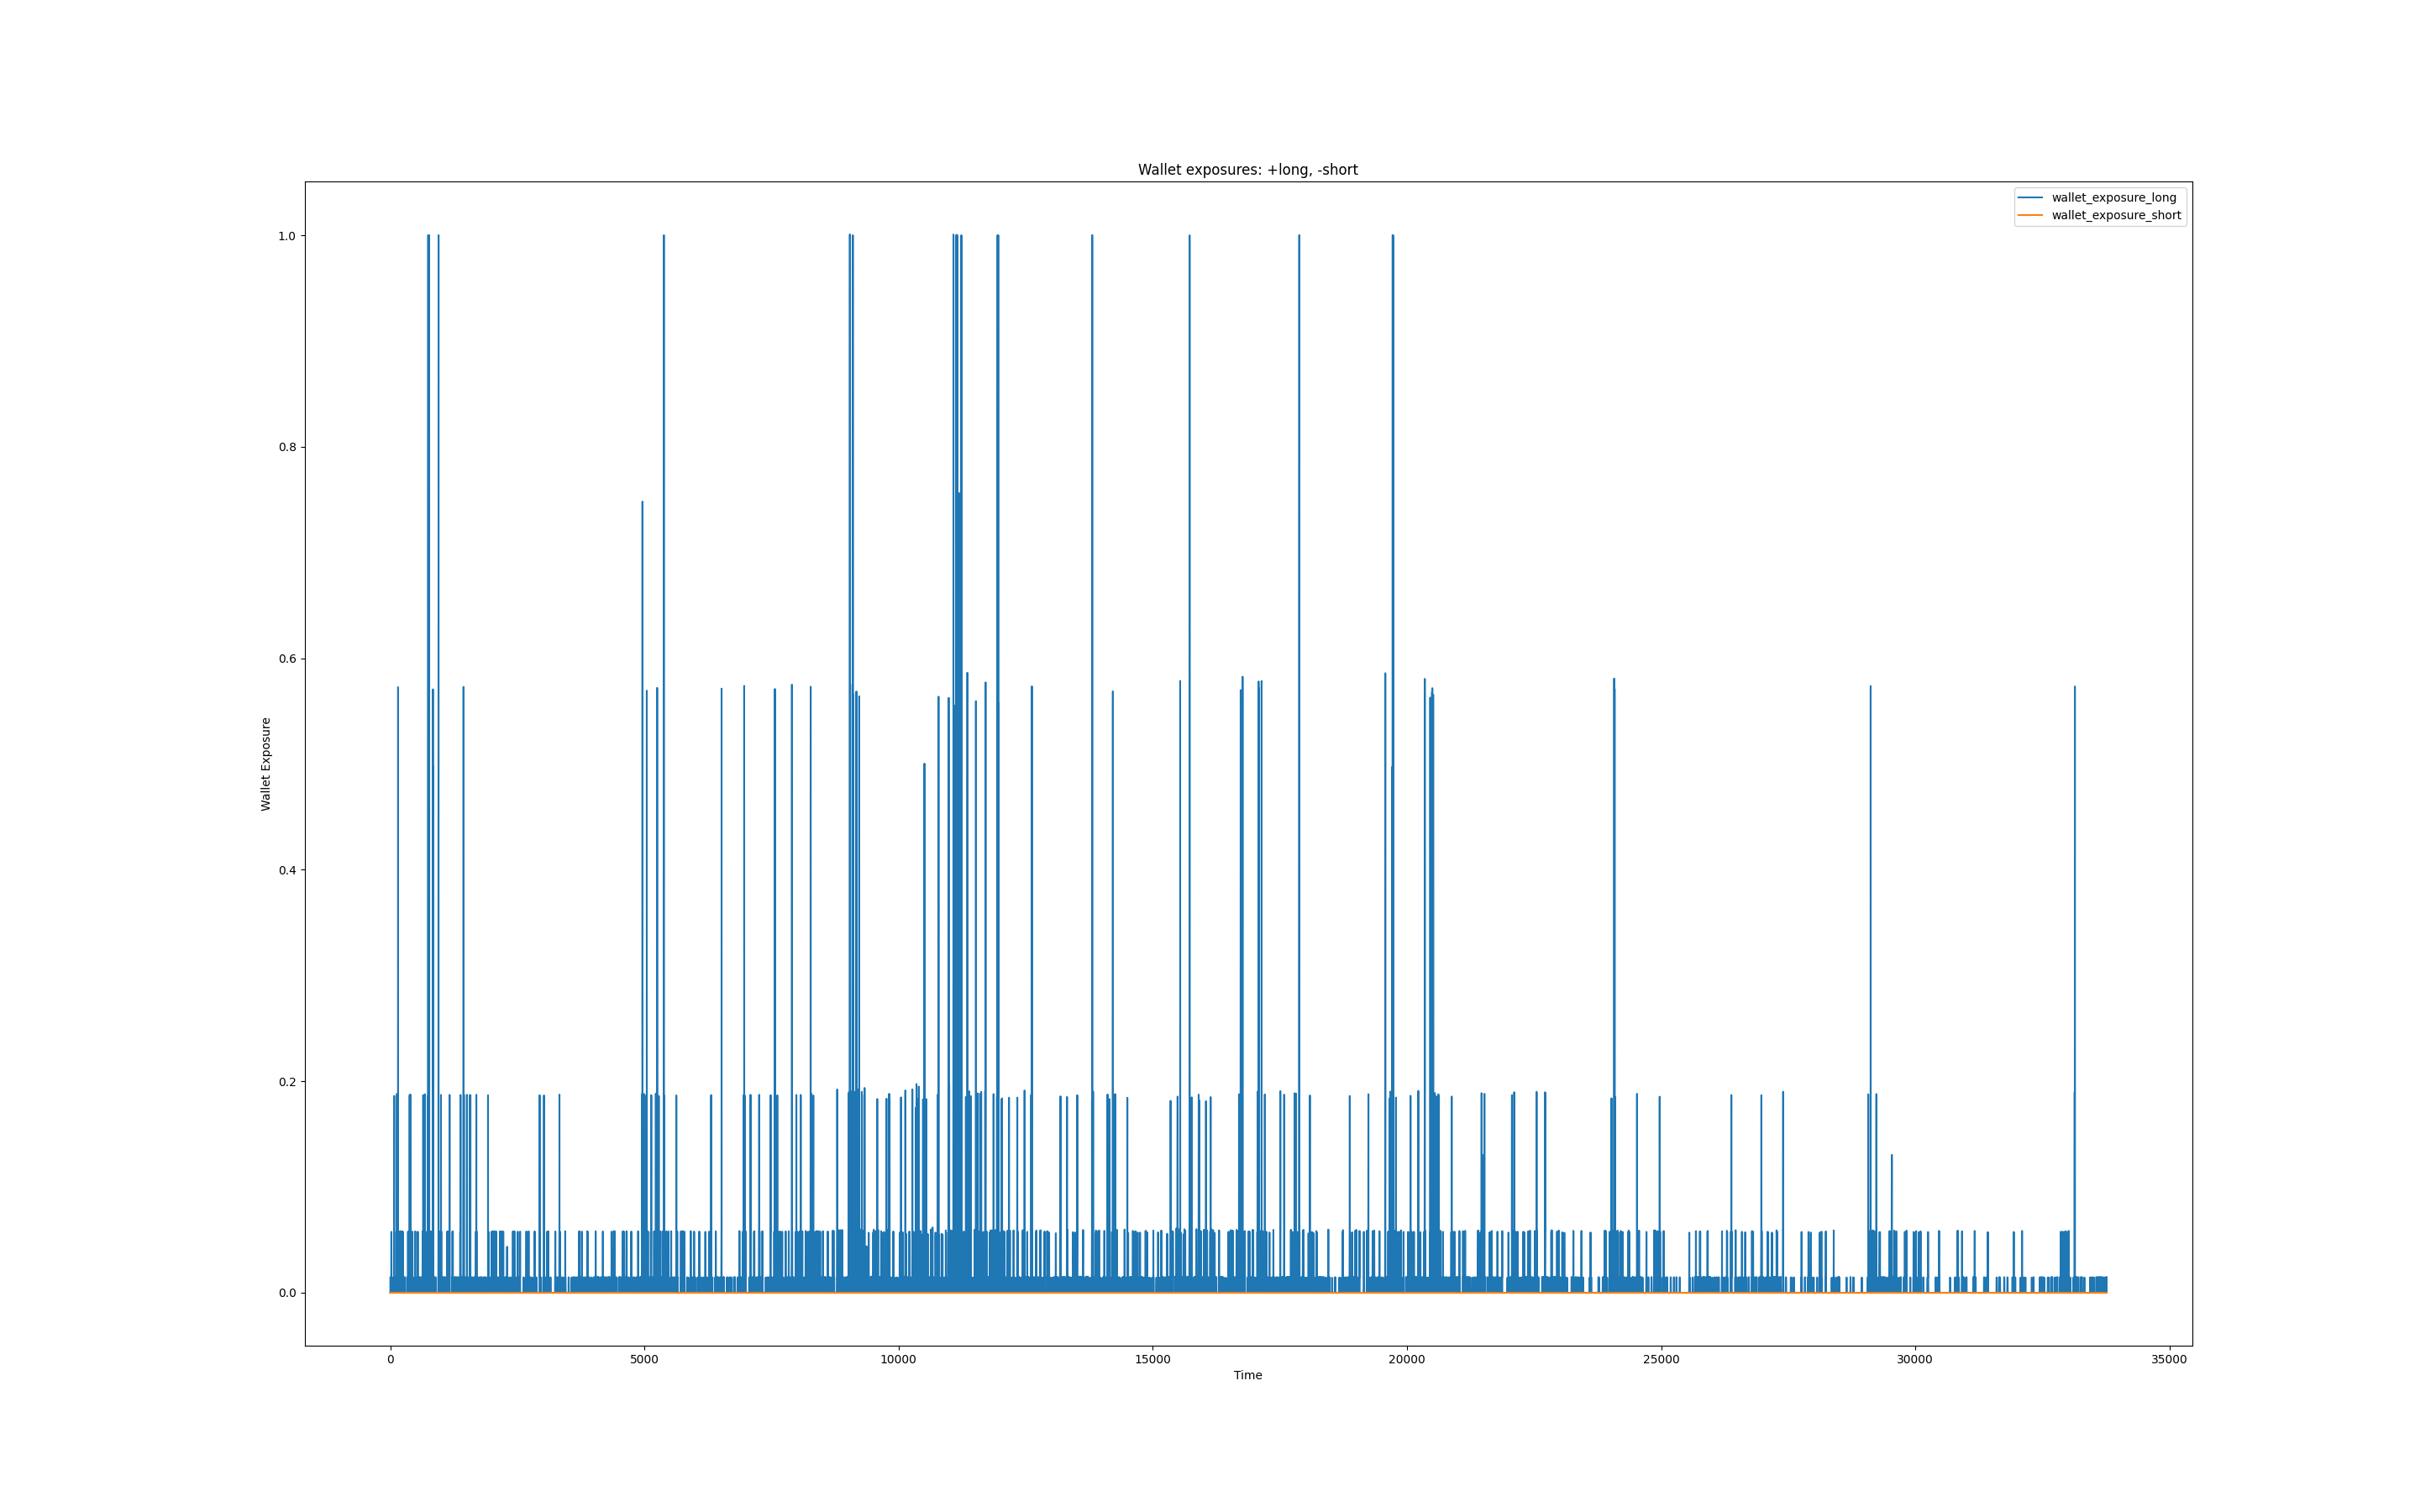 Wallet exposures: +long, -short
wallet_exposure_long
wallet_exposure_short
1.0
0.8
0.6
0.4
0.2
0.0
Wallet Exposure
0 5000 10000 15000 20000 25000 30000 35000
Time